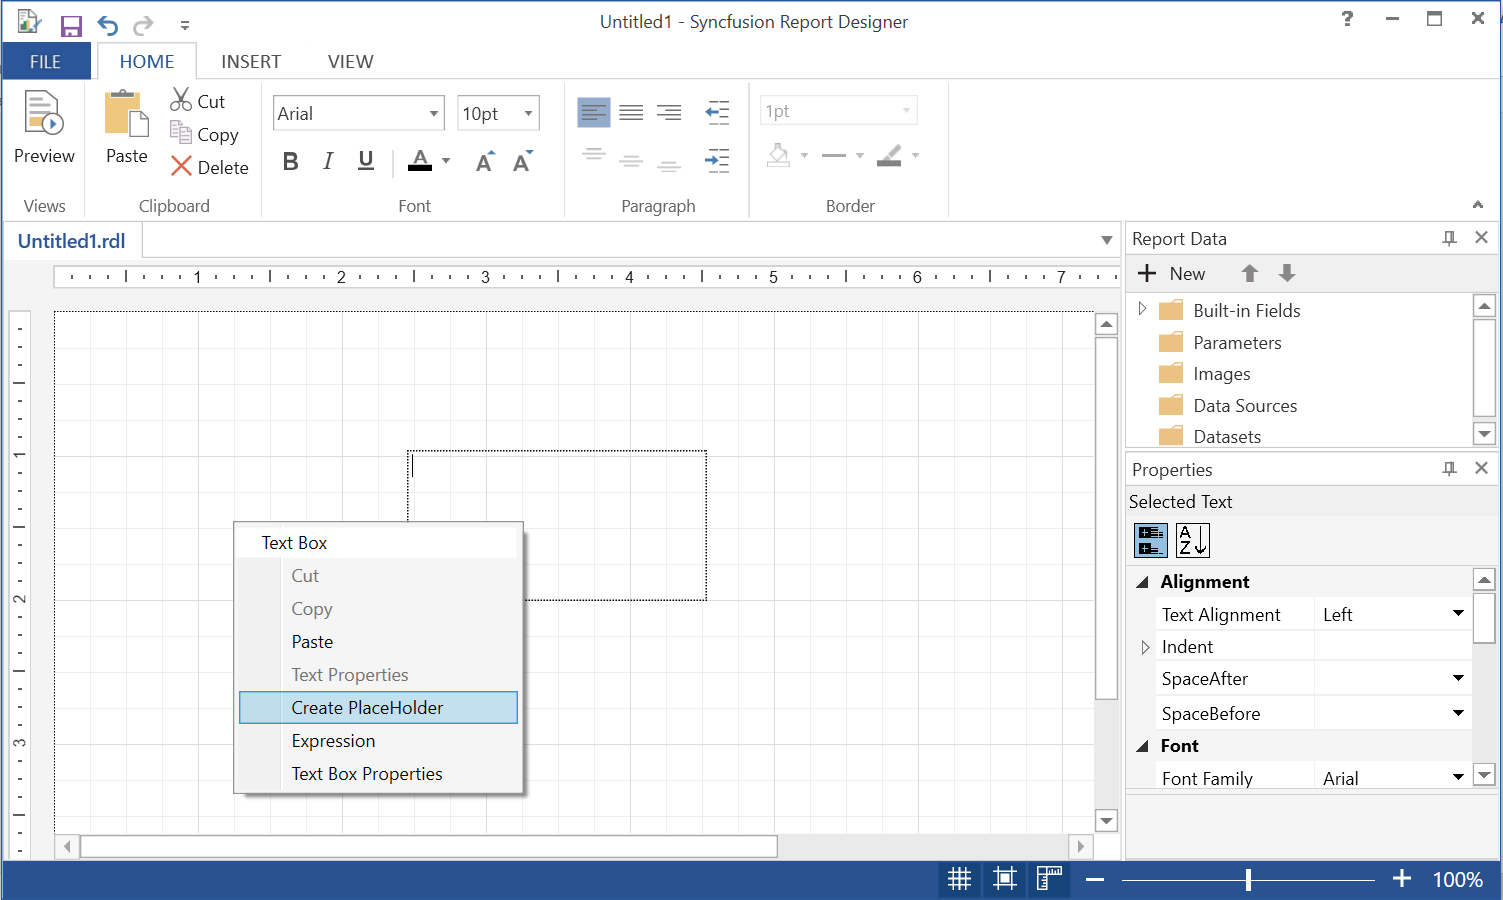 Untitled1 - Syncfusion Report Designer
?
FILE
HOME
INSERT
VIEW
Preview
Views
Paste
Cut
Copy
Delete
Clipboard
Arial
10pt
B I U A A A
Font
Paragraph
1pt
Border
Untitled1.rdl
1 2 3 4 5 6 7
1
2
3
Text Box
Cut
Copy
Paste
Text Properties
Create PlaceHolder
Expression
Text Box Properties
Report Data
New
Built-in Fields
Parameters
Images
Data Sources
Datasets
Properties
Selected Text
A
Z
Alignment
Text Alignment Left
Indent
SpaceAfter
SpaceBefore
Font
Font Family Arial
100%